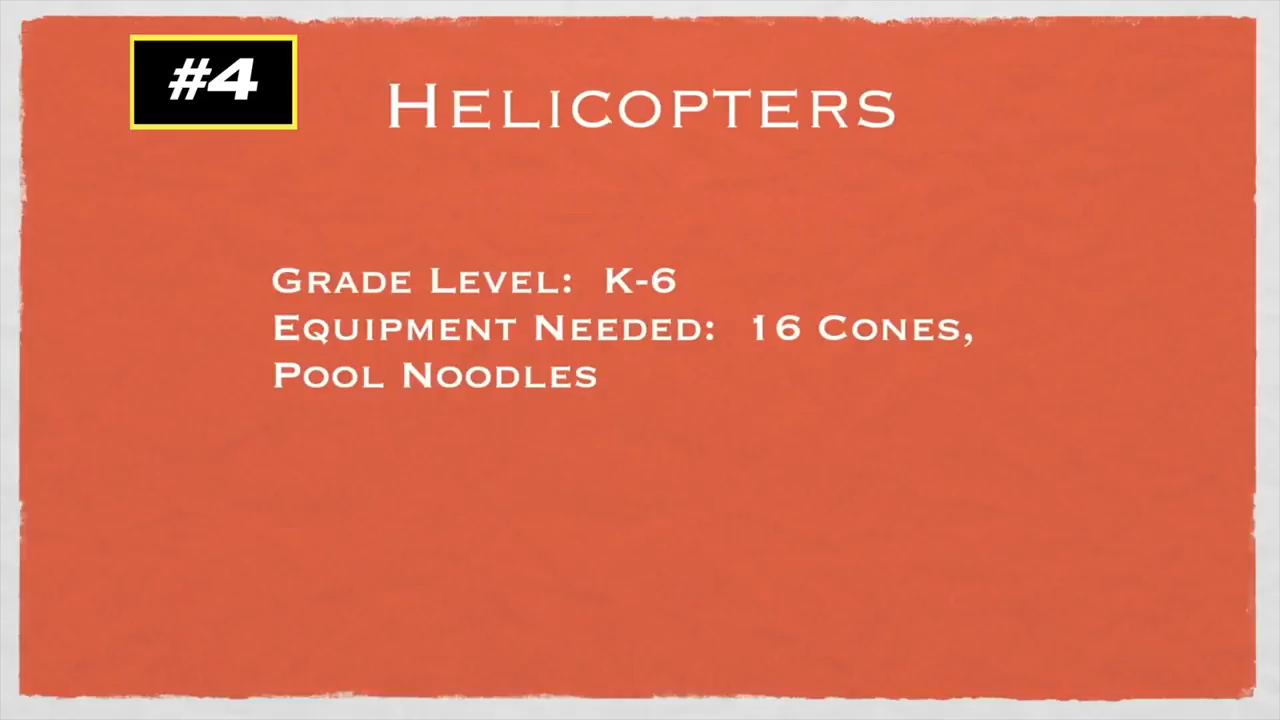 #4
Helicopters
Grade Level: K-6
Equipment Needed: 16 Cones,
Pool Noodles